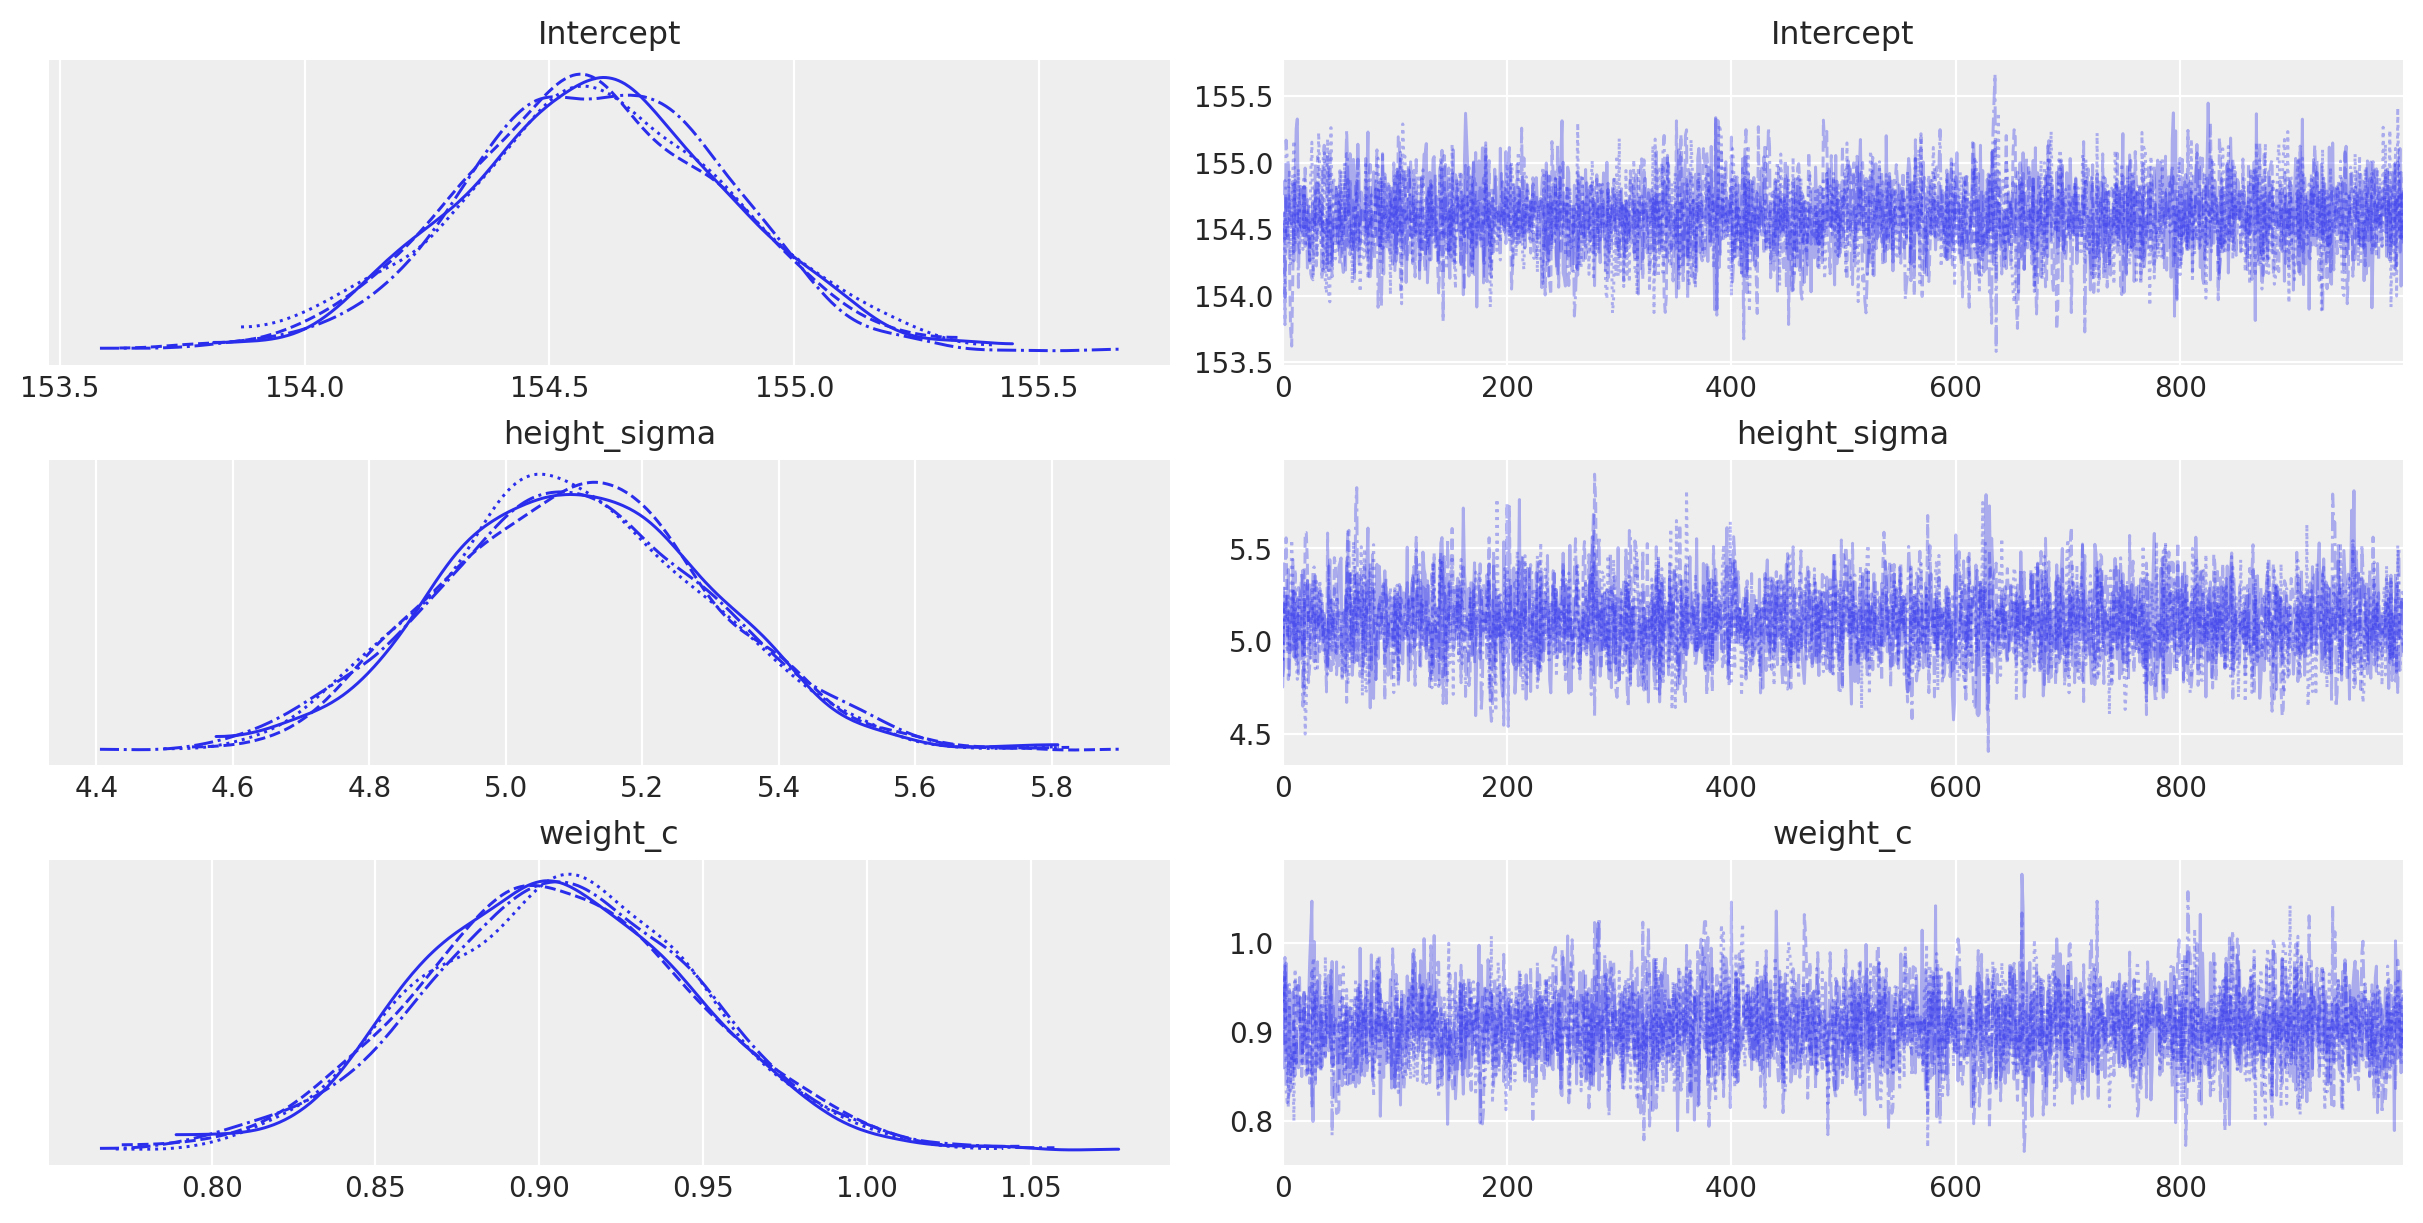 Intercept Intercept
155.5
155.0
154.5
154.0
153.5
153.5 154.0 154.5 155.0 155.5 0 200 400 600 800
height_sigma height_sigma
5.5
5.0
4.5
4.4 4.6 4.8 5.0 5.2 5.4 5.6 5.8 0 200 400 600 800
weight_c weight_c
1.0
0.9
0.8
0.80 0.85 0.90 0.95 1.00 1.05 0 200 400 600 800